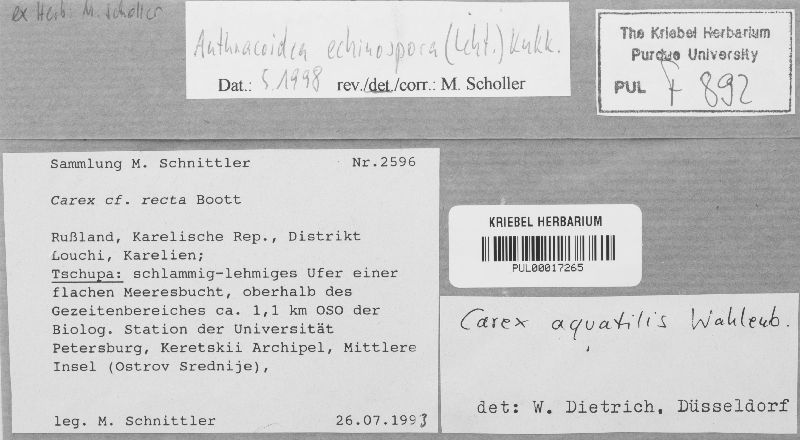 ex Herb. M. Scholler
Anthracoidea echinospora (Leht.) Kukk.
Dat.: 5.1998 rev./det./corr.: M. Scholler
The Kriebel Herbarium
Purdue University
PUL F 892
Sammlung M. Schnittler Nr.2596
Carex cf. recta Boott
Rußland, Karelische Rep., Distrikt
Louchi, Karelien;
Tschupa: schlammig-lehmiges Ufer einer
flachen Meeresbucht, oberhalb des
Gezeitenbereiches ca. 1,1 km OSO der
Biolog. Station der Universität
Petersburg, Keretskii Archipel, Mittlere
Insel (Ostrov Srednije),
leg. M. Schnittler 26.07.1993
KRIEBEL HERBARIUM
PUL00017265
Carex aquatilis Wahlenb.
det: W. Dietrich, Düsseldorf